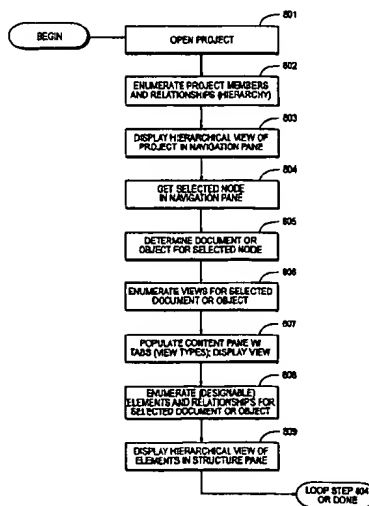 801
BEGIN
OPEN PROJECT
802
ENUMERATE PROJECT MEMBERS
AND RELATIONSHIPS (HIERARCHY)
803
DISPLAY HIERARCHICAL VIEW OF
PROJECT IN NAVIGATION PANE
804
GET SELECTED NODE
IN NAVIGATION PANE
805
DETERMINE DOCUMENT OR
OBJECT FOR SELECTED NODE
806
ENUMERATE VIEWS FOR SELECTED
DOCUMENT OR OBJECT
807
POPULATE CONTENT PANE W/
TABS (VIEW TYPES); DISPLAY VIEW
808
ENUMERATE (DESIGNABLE)
ELEMENTS AND RELATIONSHIPS FOR
SELECTED DOCUMENT OR OBJECT
809
DISPLAY HIERARCHICAL VIEW OF
ELEMENTS IN STRUCTURE PANE
LOOP STEP 804
OR DONE